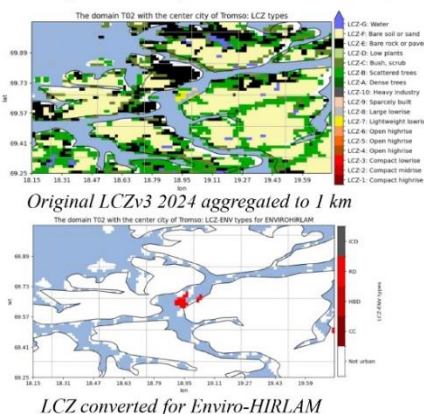 The domain T02 with the center city of Tromso: LCZ types
LCZ-G: Water
LCZ-F: Bare soil or sand
LCZ-E: Bare rock or pave
LCZ-D: Low plants
LCZ-C: Bush, scrub
LCZ-B: Scattered trees
LCZ-A: Dense trees
LCZ-10: Heavy industry
LCZ-9: Sparcely built
LCZ-8: Large lowrise
LCZ-7: Lightweight lowris
LCZ-6: Open highrise
LCZ-5: Open highrise
LCZ-4: Open highrise
LCZ-3: Compact lowrise
LCZ-2: Compact midrise
LCZ-1: Compact highrise
lat
69.89
69.73
69.57
69.41
69.25
18.15 18.31 18.47 18.63 18.79 18.95 19.11 19.27 19.43 19.59
lon
Original LCZv3 2024 aggregated to 1 km
The domain T02 with the center city of Tromso: LCZ-ENV types for ENVIROHIRLAM
lat
69.89
69.73
69.57
69.41
69.25
18.15 18.31 18.47 18.63 18.79 18.95 19.11 19.27 19.43 19.59
lon
ICD
RD
HBD
CC
Not urban
LCZ-ENV types
LCZ converted for Enviro-HIRLAM